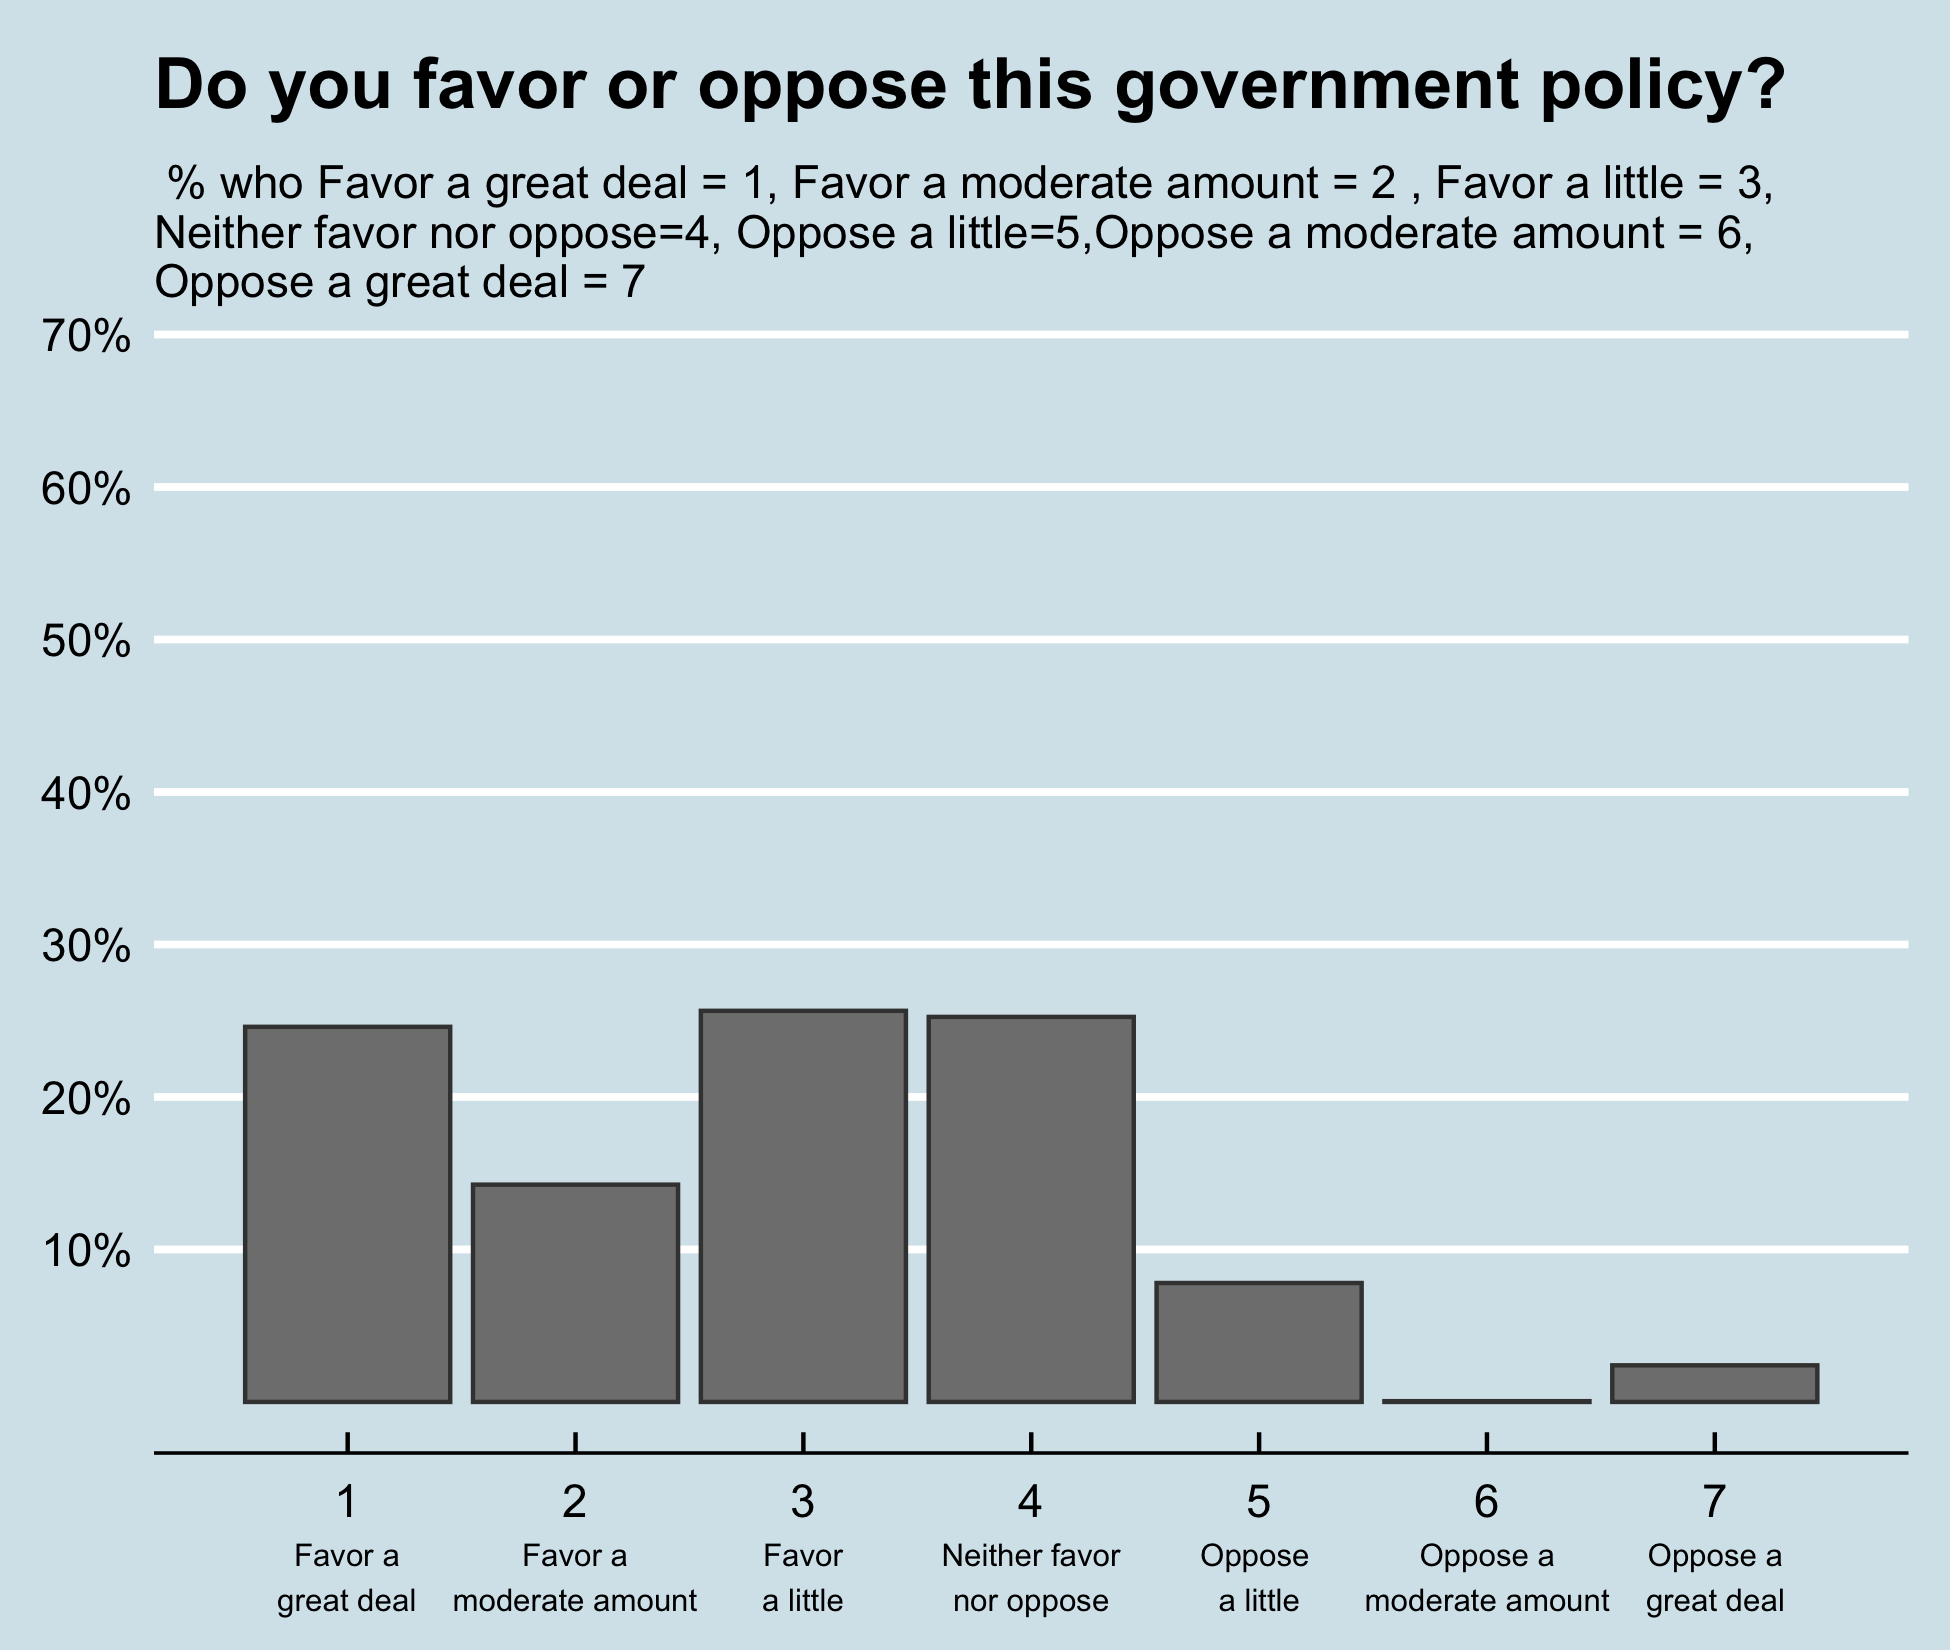 Do you favor or oppose this government policy?
% who Favor a great deal = 1, Favor a moderate amount = 2 , Favor a little = 3,
Neither favor nor oppose=4, Oppose a little=5,Oppose a moderate amount = 6,
Oppose a great deal = 7
70%
60%
50%
40%
30%
20%
10%
1 2 3 4 5 6 7
Favor a Favor a Favor Neither favor Oppose Oppose a Oppose a
great deal moderate amount a little nor oppose a little moderate amount great deal